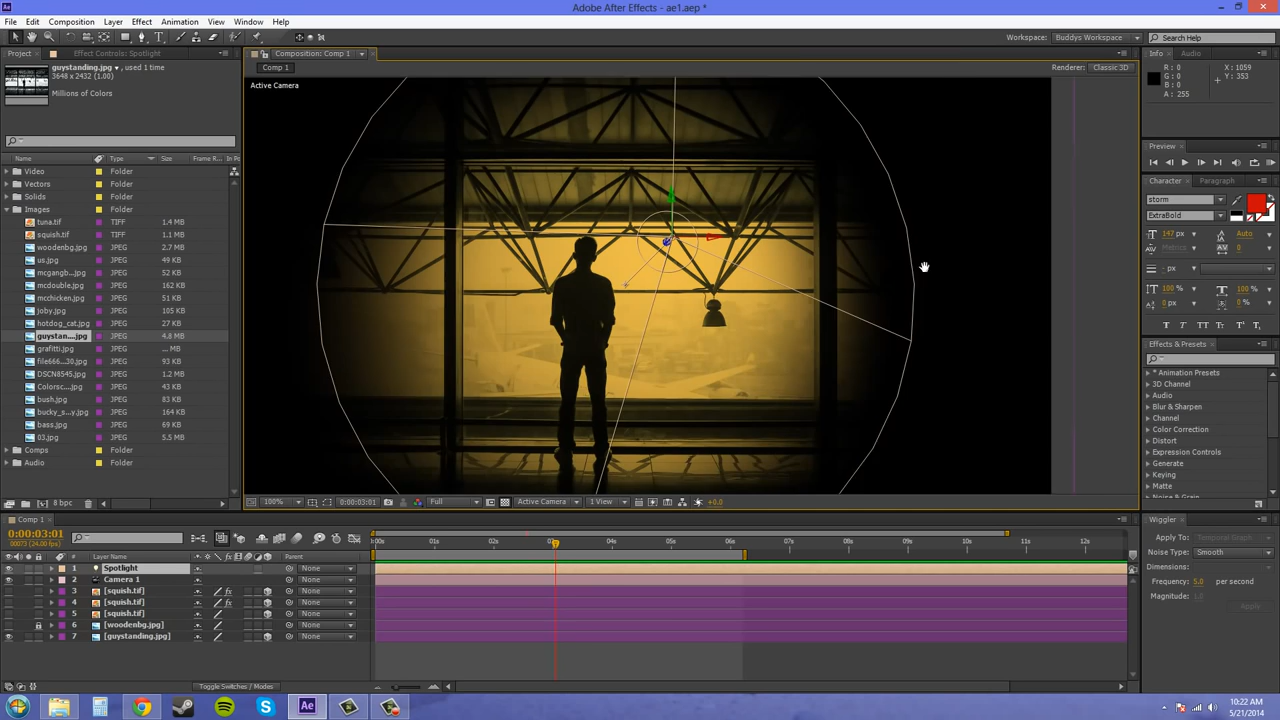 Adobe After Effects - ae1.aep *
File Edit Composition Layer Effect Animation View Window Help
Workspace: Buddys Workspace Search Help
Project Effect Controls: Spotlight
guystanding.jpg ▾, used 1 time
3648 x 2432 (1.00)
Millions of Colors
Name Type Size Frame R... In Po
Video Folder
Vectors Folder
Solids Folder
Images Folder
tuna.tif TIFF 1.4 MB
squish.tif TIFF 1.1 MB
woodenbg.jpg JPEG 2.7 MB
us.jpg JPEG 49 KB
mcgangb...jpg JPEG 52 KB
mcdouble.jpg JPEG 162 KB
mcchicken.jpg JPEG 51 KB
joby.jpg JPEG 105 KB
hotdog_cat.jpg JPEG 27 KB
guystan....jpg JPEG 4.8 MB
grafitti.jpg JPEG ... MB
file666...30.jpg JPEG 93 KB
DSCN8545.jpg JPEG 1.2 MB
Colorsc....jpg JPEG 43 KB
bush.jpg JPEG 83 KB
bucky_s...y.jpg JPEG 164 KB
bass.jpg JPEG 69 KB
03.jpg JPEG 5.5 MB
Comps Folder
Audio Folder
8 bpc
Composition: Comp 1
Comp 1
Renderer: Classic 3D
Active Camera
100% 0:00:03:01 Full Active Camera 1 View +0.0
Info Audio
R : 0
G : 0
B : 0
A : 255
X : 1059
Y : 353
Preview
Character Paragraph
storm
ExtraBold
147 px Auto
Metrics 0
- px
100 % 100 %
0 px 0 %
T T TT Tr T' T,
Effects & Presets
* Animation Presets
3D Channel
Audio
Blur & Sharpen
Channel
Color Correction
Distort
Expression Controls
Generate
Keying
Matte
Noise & Grain
Comp 1
0:00:03:01
00073 (24.00 fps)
# Layer Name Parent
1 Spotlight None
2 Camera 1 None
3 [squish.tif] fx None
4 [squish.tif] fx None
5 [squish.tif] None
6 [woodenbg.jpg] None
7 [guystanding.jpg] None
Toggle Switches / Modes
):00s 01s 02s 03s 04s 05s 06s 07s 08s 09s 10s 11s 12s
Wiggler
Apply To: Temporal Graph
Noise Type: Smooth
Dimensions:
Frequency: 5.0 per second
Magnitude: 1.0
Apply
10:22 AM
5/21/2014